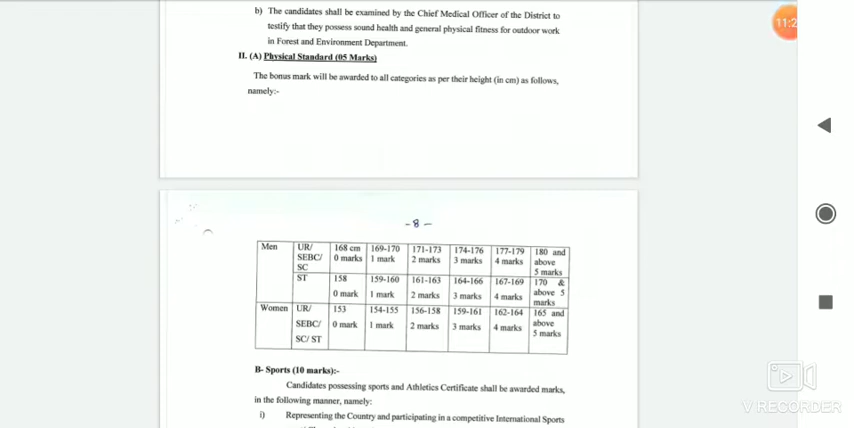 b) The candidates shall be examined by the Chief Medical Officer of the District to
testify that they possess sound health and general physical fitness for outdoor work
in Forest and Environment Department.
II. (A) Physical Standard (05 Marks)
The bonus mark will be awarded to all categories as per their height (in cm) as follows,
namely:-
11:2
-8-
Men UR/ SEBC/ SC 168 cm 0 marks 169-170 1 mark 171-173 2 marks 174-176 3 marks 177-179 4 marks 180 and above 5 marks
ST 158 0 mark 159-160 1 mark 161-163 2 marks 164-166 3 marks 167-169 4 marks 170 & above 5 marks
Women UR/ SEBC/ SC/ ST 153 0 mark 154-155 1 mark 156-158 2 marks 159-161 3 marks 162-164 4 marks 165 and above 5 marks
B- Sports (10 marks):-
Candidates possessing sports and Athletics Certificate shall be awarded marks,
in the following manner, namely:
i) Representing the Country and participating in a competitive International Sports
V RECORDER